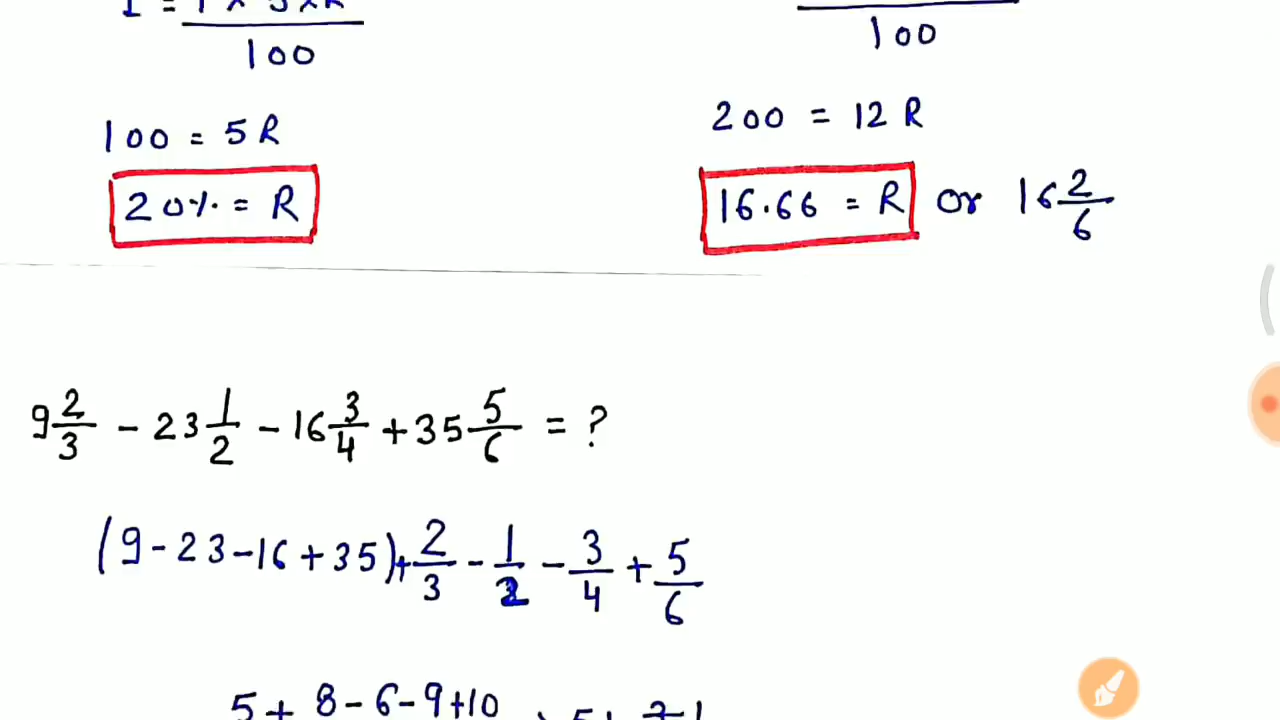 100
100
100 = 5R
200 = 12 R
20% = R
16.66 = R or 16 2/6
9 2/3 - 23 1/2 - 16 3/4 + 35 5/6 = ?
(9 - 23 - 16 + 35) + 2/3 - 1/2 - 3/4 + 5/6
5 + 8 - 6 - 9 + 10